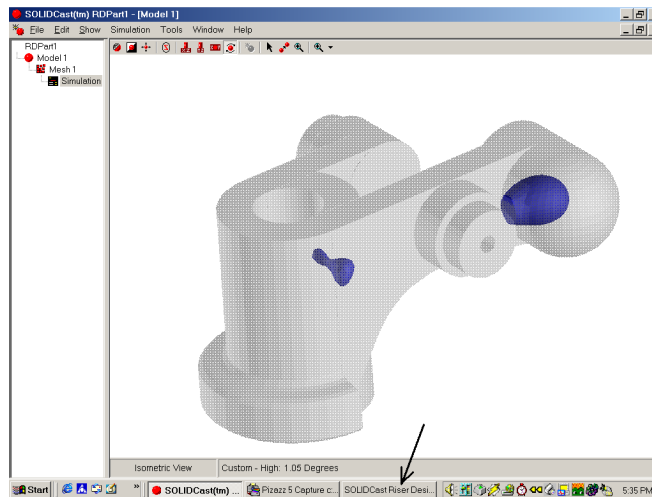 SOLIDCast(tm) RDPart1 - [Model 1]
File Edit Show Simulation Tools Window Help
RDPart1
Model 1
Mesh 1
Simulation
Isometric View Custom - High: 1.05 Degrees
Start » SOLIDCast(tm) ... Pizazz 5 Capture c... SOLIDCast Riser Desi... 5:35 PM